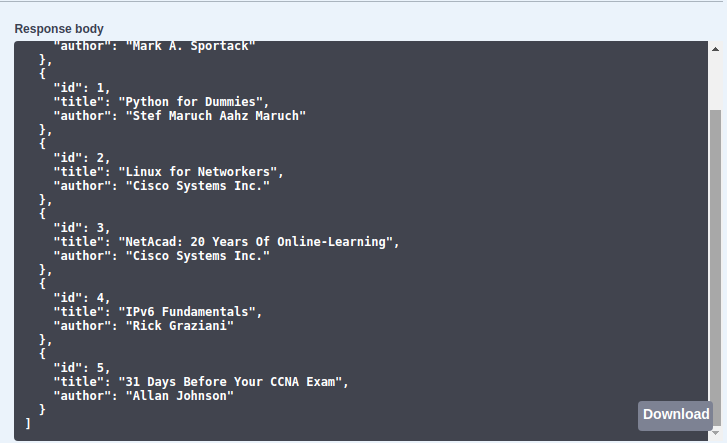 Response body
"author": "Mark A. Sportack"
},
{
"id": 1,
"title": "Python for Dummies",
"author": "Stef Maruch Aahz Maruch"
},
{
"id": 2,
"title": "Linux for Networkers",
"author": "Cisco Systems Inc."
},
{
"id": 3,
"title": "NetAcad: 20 Years Of Online-Learning",
"author": "Cisco Systems Inc."
},
{
"id": 4,
"title": "IPv6 Fundamentals",
"author": "Rick Graziani"
},
{
"id": 5,
"title": "31 Days Before Your CCNA Exam",
"author": "Allan Johnson"
}
]
Download